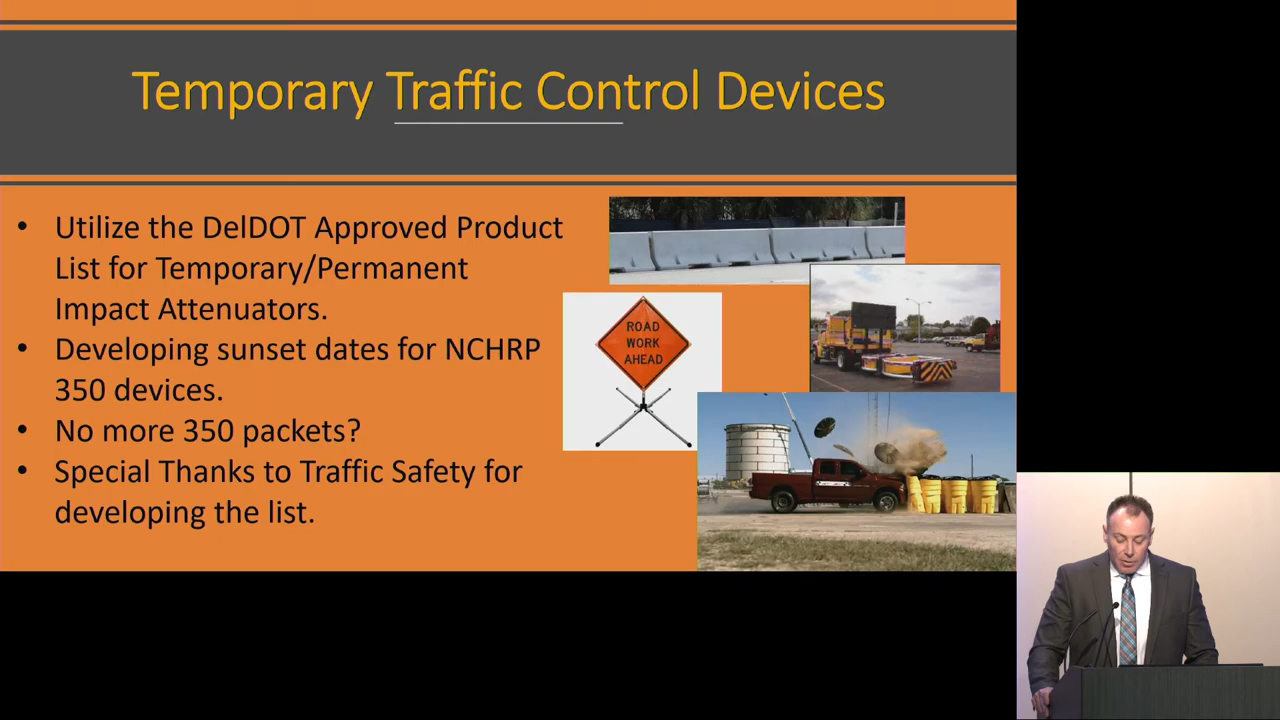 Temporary Traffic Control Devices
• Utilize the DelDOT Approved Product
List for Temporary/Permanent
Impact Attenuators.
• Developing sunset dates for NCHRP
350 devices.
• No more 350 packets?
• Special Thanks to Traffic Safety for
developing the list.
ROAD
WORK
AHEAD